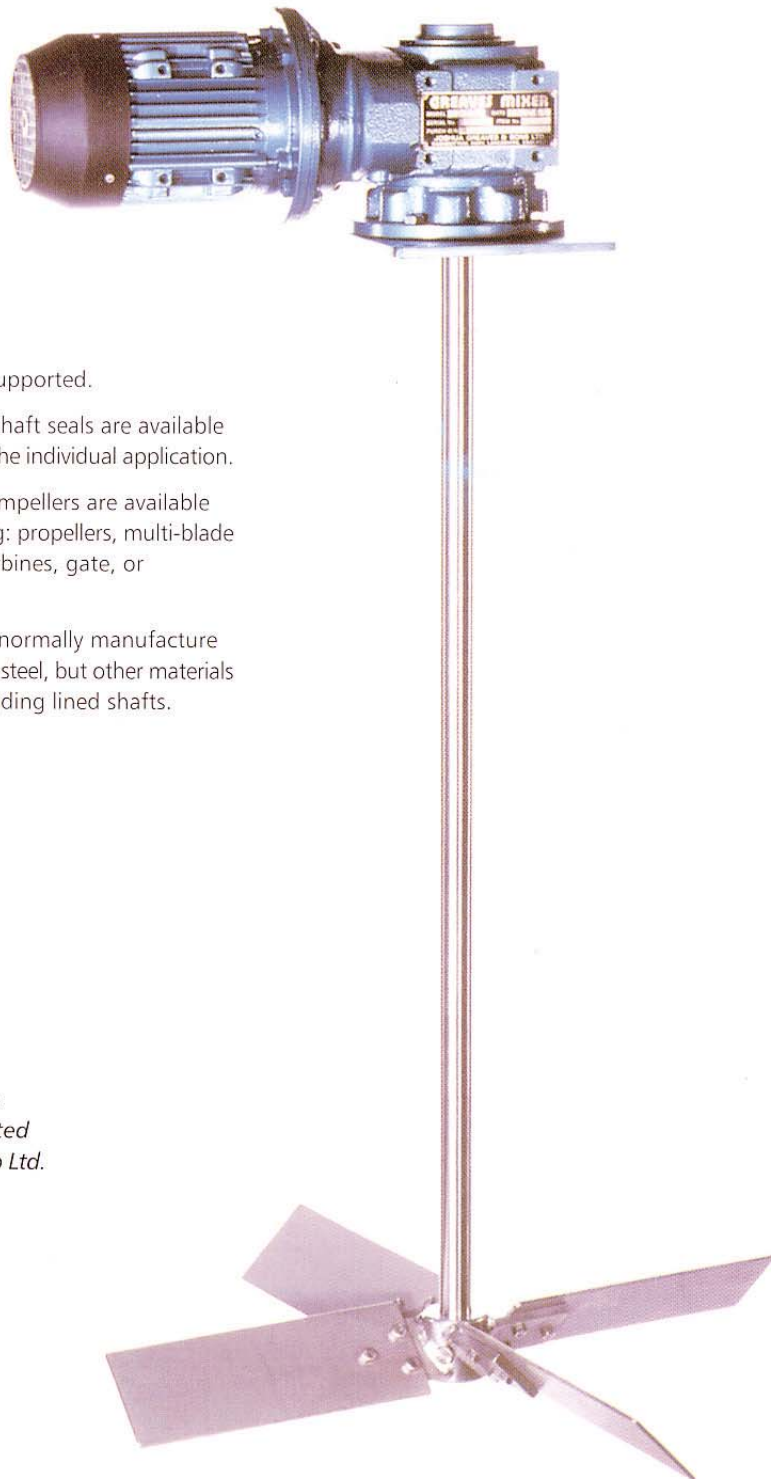 GREAVES MIXER
upported.
haft seals are available
he individual application.
mpellers are available
g: propellers, multi-blade
bines, gate, or
normally manufacture
steel, but other materials
ding lined shafts.
ted
o Ltd.